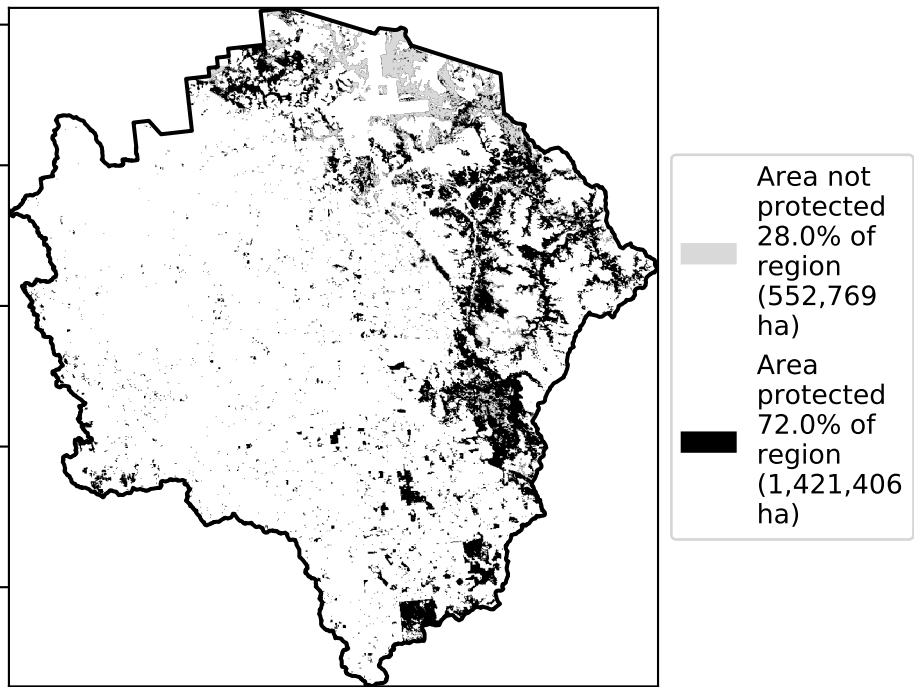 Area not
protected
28.0% of
region
(552,769
ha)
Area
protected
72.0% of
region
(1,421,406
ha)